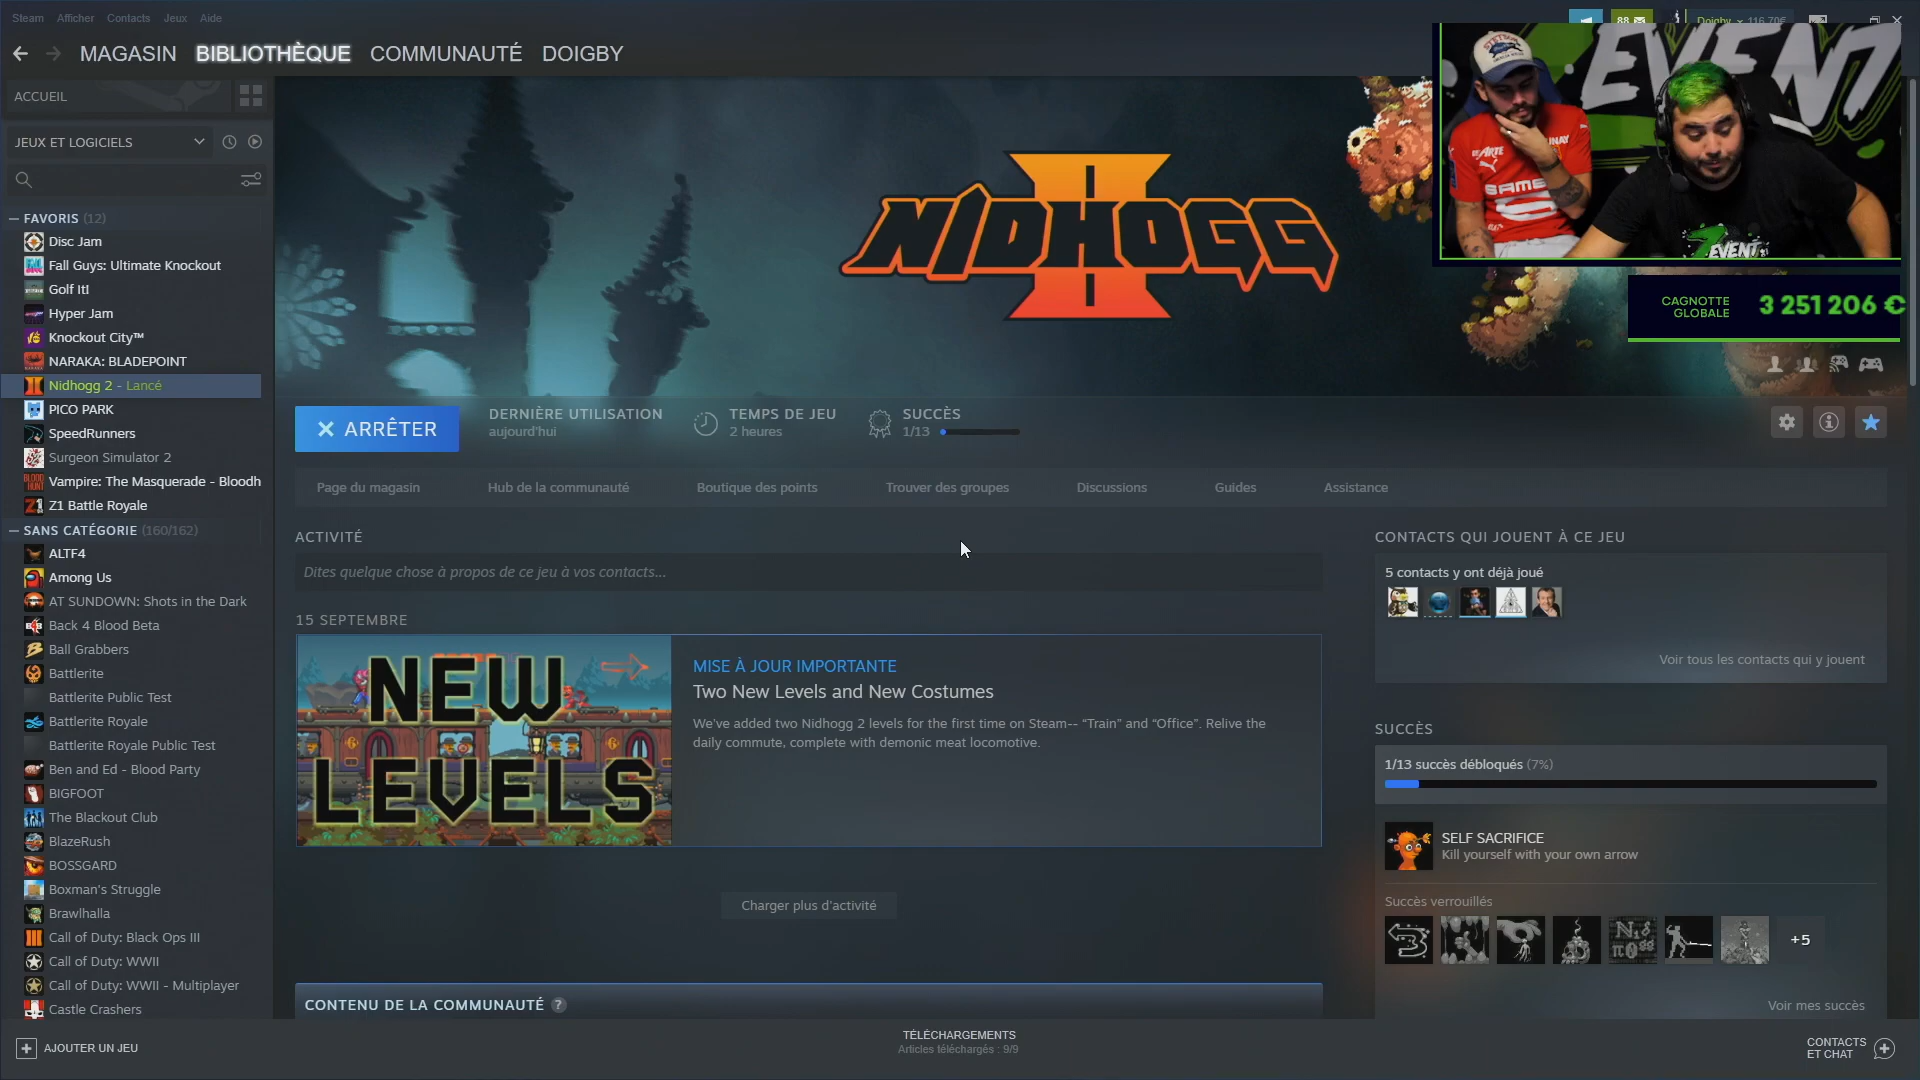 Steam Afficher Contacts Jeux Aide
88
Doigby 116,70€
MAGASIN BIBLIOTHÈQUE COMMUNAUTÉ DOIGBY
ACCUEIL
JEUX ET LOGICIELS
FAVORIS (12)
Disc Jam
Fall Guys: Ultimate Knockout
Golf It!
Hyper Jam
Knockout City™
NARAKA: BLADEPOINT
Nidhogg 2 - Lancé
PICO PARK
SpeedRunners
Surgeon Simulator 2
Vampire: The Masquerade - Bloodh
Z1 Battle Royale
SANS CATÉGORIE (160/162)
ALTF4
Among Us
AT SUNDOWN: Shots in the Dark
Back 4 Blood Beta
Ball Grabbers
Battlerite
Battlerite Public Test
Battlerite Royale
Battlerite Royale Public Test
Ben and Ed - Blood Party
BIGFOOT
The Blackout Club
BlazeRush
BOSSGARD
Boxman's Struggle
Brawlhalla
Call of Duty: Black Ops III
Call of Duty: WWII
Call of Duty: WWII - Multiplayer
Castle Crashers
AJOUTER UN JEU
NIDHOGG
II
EVENT
STETSON
SAMSIC
ZEVENT
CAGNOTTE
GLOBALE
3 251 206 €
ARRÊTER
DERNIÈRE UTILISATION
aujourd'hui
TEMPS DE JEU
2 heures
SUCCÈS
1/13
Page du magasin Hub de la communauté Boutique des points Trouver des groupes Discussions Guides Assistance
ACTIVITÉ
Dites quelque chose à propos de ce jeu à vos contacts...
15 SEPTEMBRE
NEW
LEVELS
MISE À JOUR IMPORTANTE
Two New Levels and New Costumes
We've added two Nidhogg 2 levels for the first time on Steam-- “Train” and “Office”. Relive the
daily commute, complete with demonic meat locomotive.
Charger plus d'activité
CONTENU DE LA COMMUNAUTÉ ?
CONTACTS QUI JOUENT À CE JEU
5 contacts y ont déjà joué
Voir tous les contacts qui y jouent
SUCCÈS
1/13 succès débloqués (7%)
SELF SACRIFICE
Kill yourself with your own arrow
Succès verrouillés
+5
Voir mes succès
TÉLÉCHARGEMENTS
Articles téléchargés : 9/9
CONTACTS
ET CHAT